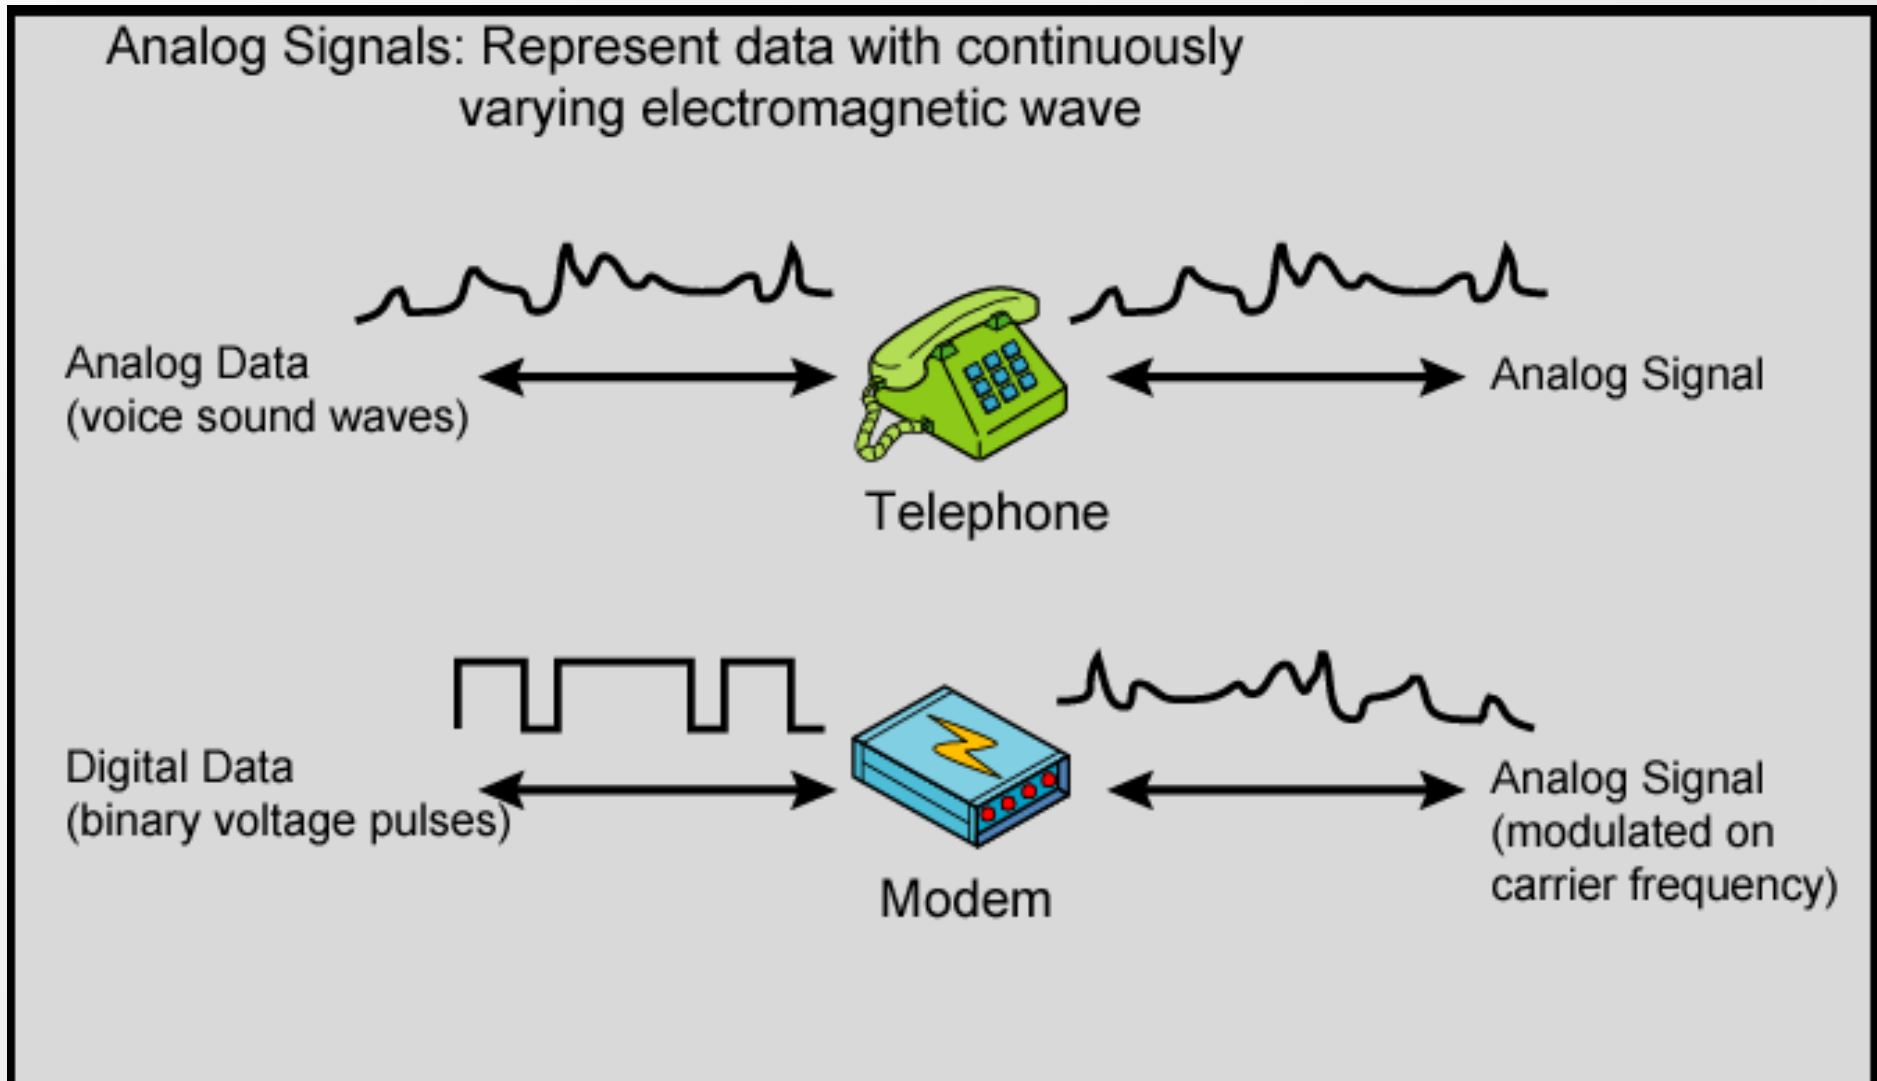 Analog Signals: Represent data with continuously
varying electromagnetic wave
Analog Data
(voice sound waves)
Analog Signal
Telephone
Digital Data
(binary voltage pulses)
Analog Signal
(modulated on
carrier frequency)
Modem